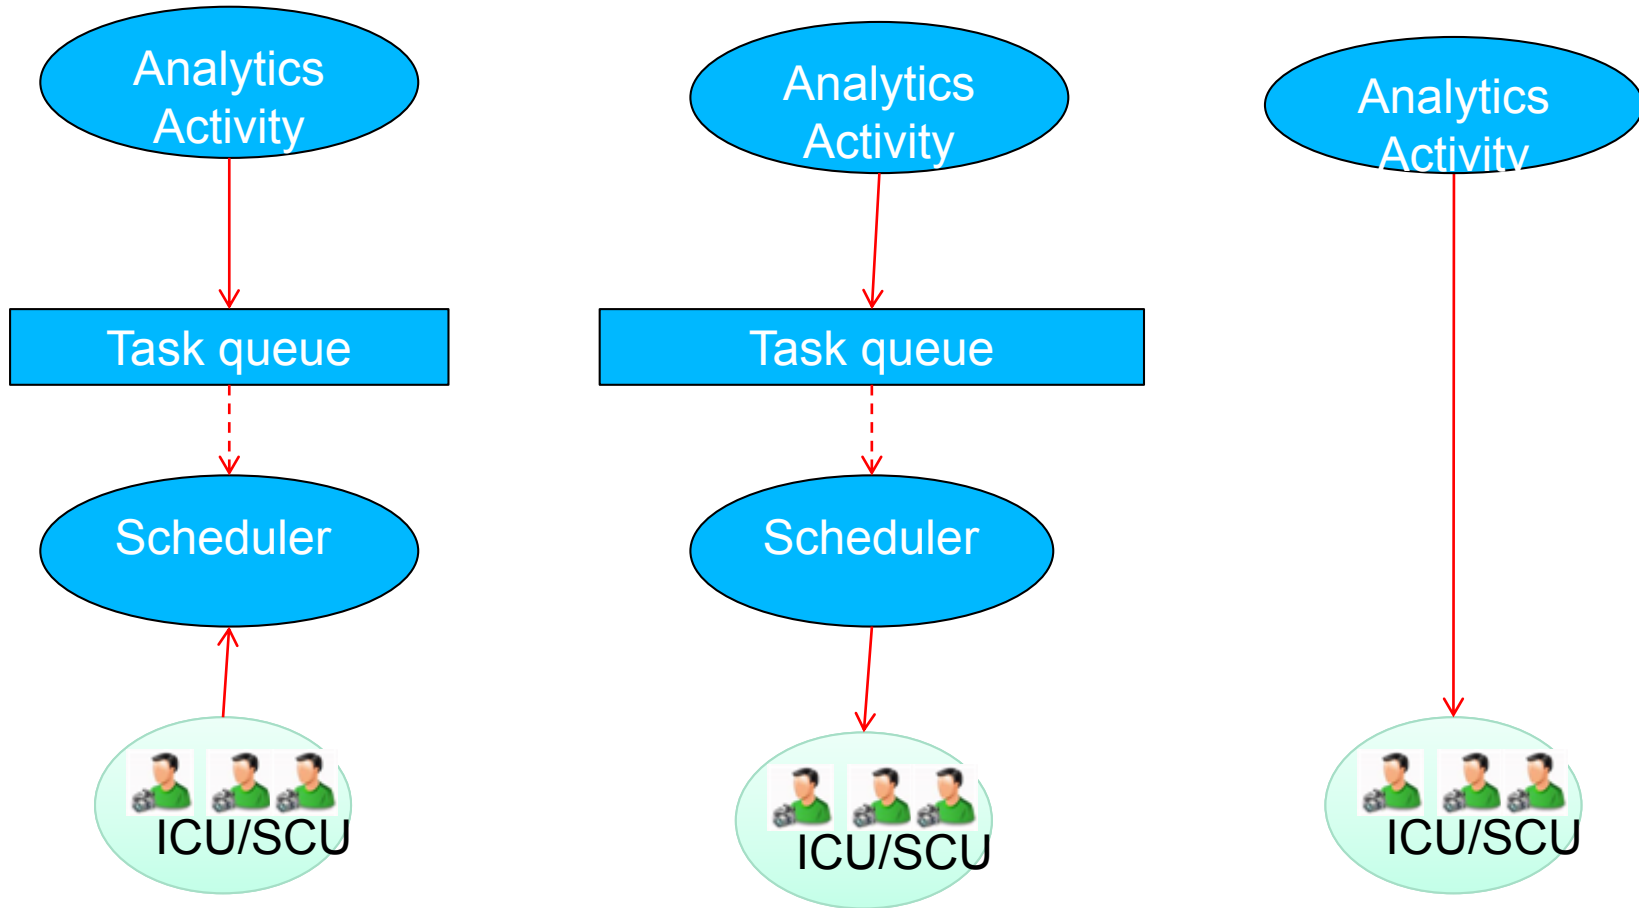 Analytics
Activity
Task queue
Scheduler
ICU/SCU
Analytics
Activity
Task queue
Scheduler
ICU/SCU
Analytics
Activity
ICU/SCU